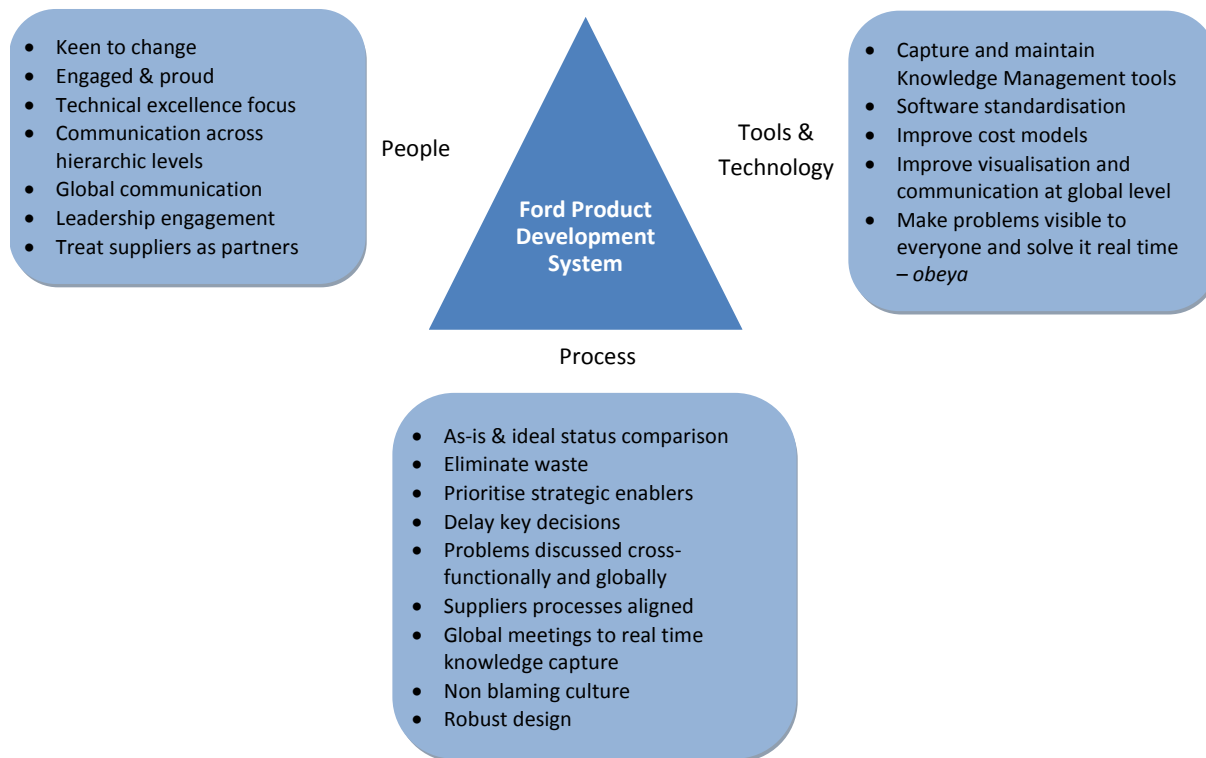 • Keen to change
• Engaged & proud
• Technical excellence focus
• Communication across
hierarchic levels
• Global communication
• Leadership engagement
• Treat suppliers as partners
People
Ford Product
Development
System
Tools &
Technology
• Capture and maintain
Knowledge Management tools
• Software standardisation
• Improve cost models
• Improve visualisation and
communication at global level
• Make problems visible to
everyone and solve it real time
– obeya
Process
• As-is & ideal status comparison
• Eliminate waste
• Prioritise strategic enablers
• Delay key decisions
• Problems discussed cross-
functionally and globally
• Suppliers processes aligned
• Global meetings to real time
knowledge capture
• Non blaming culture
• Robust design